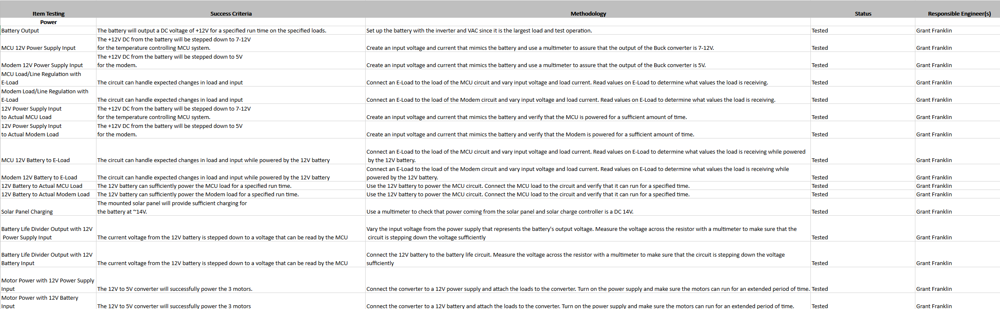 Item Testing Success Criteria Methodology Status Responsible Engineer(s)
Power
Battery Output The battery will output a DC voltage of +12V for a specified run time on the specified loads. Set up the battery with the inverter and VAC since it is the largest load and test operation. Tested Grant Franklin
The +12V DC from the battery will be stepped down to 7-12V
MCU 12V Power Supply Input for the temperature controlling MCU system. Create an input voltage and current that mimics the battery and use a multimeter to assure that the output of the Buck converter is 7-12V. Tested Grant Franklin
The +12V DC from the battery will be stepped down to 5V
Modem 12V Power Supply Input for the modem. Create an input voltage and current that mimics the battery and use a multimeter to assure that the output of the Buck converter is 5V. Tested Grant Franklin
MCU Load/Line Regulation with
E-Load The circuit can handle expected changes in load and input Connect an E-Load to the load of the MCU circuit and vary input voltage and load current. Read values on E-Load to determine what values the load is receiving. Tested Grant Franklin
Modem Load/Line Regulation with
E-Load The circuit can handle expected changes in load and input Connect an E-Load to the load of the Modem circuit and vary input voltage and load current. Read values on E-Load to determine what values the load is receiving. Tested Grant Franklin
12V Power Supply Input The +12V DC from the battery will be stepped down to 7-12V
to Actual MCU Load for the temperature controlling MCU system. Create an input voltage and current that mimics the battery and verify that the MCU is powered for a sufficient amount of time. Tested Grant Franklin
12V Power Supply Input The +12V DC from the battery will be stepped down to 5V
to Actual Modem Load for the modem. Create an input voltage and current that mimics the battery and verify that the Modem is powered for a sufficient amount of time. Tested Grant Franklin
Connect an E-Load to the load of the MCU circuit and vary input voltage and load current. Read values on E-Load to determine what values the load is receiving while powered
MCU 12V Battery to E-Load The circuit can handle expected changes in load and input while powered by the 12V battery by the 12V battery. Tested Grant Franklin
Connect an E-Load to the load of the Modem circuit and vary input voltage and load current. Read values on E-Load to determine what values the load is receiving while
Modem 12V Battery to E-Load The circuit can handle expected changes in load and input while powered by the 12V battery powered by the 12V battery. Tested Grant Franklin
12V Battery to Actual MCU Load The 12V battery can sufficiently power the MCU load for a specified run time. Use the 12V battery to power the MCU circuit. Connect the MCU load to the circuit and verify that it can run for a specified time. Tested Grant Franklin
12V Battery to Actual Modem Load The 12V battery can sufficiently power the Modem load for a specified run time. Use the 12V battery to power the MCU circuit. Connect the MCU load to the circuit and verify that it can run for a specified time. Tested Grant Franklin
The mounted solar panel will provide sufficient charging for
Solar Panel Charging the battery at ~14V. Use a multimeter to check that power coming from the solar panel and solar charge controller is a DC 14V. Tested Grant Franklin
Battery Life Divider Output with 12V Vary the input voltage from the power supply that represents the battery's output voltage. Measure the voltage across the resistor with a multimeter to make sure that the
Power Supply Input The current voltage from the 12V battery is stepped down to a voltage that can be read by the MCU circuit is stepping down the voltage sufficiently Tested Grant Franklin
Battery Life Divider Output with 12V Connect the 12V battery to the battery life circuit. Measure the voltage across the resistor with a multimeter to make sure that the circuit is stepping down the voltage
Battery Input The current voltage from the 12V battery is stepped down to a voltage that can be read by the MCU sufficiently Tested Grant Franklin
Motor Power with 12V Power Supply
Input The 12V to 5V converter will successfully power the 3 motors. Connect the converter to a 12V power supply and attach the loads to the converter. Turn on the power supply and make sure the motors can run for an extended period of time. Tested Grant Franklin
Motor Power with 12V Battery
Input The 12V to 5V converter will successfully power the 3 motors Connect the converter to a 12V battery and attach the loads to the converter. Turn on the power supply and make sure the motors can run for an extended period of time. Tested Grant Franklin